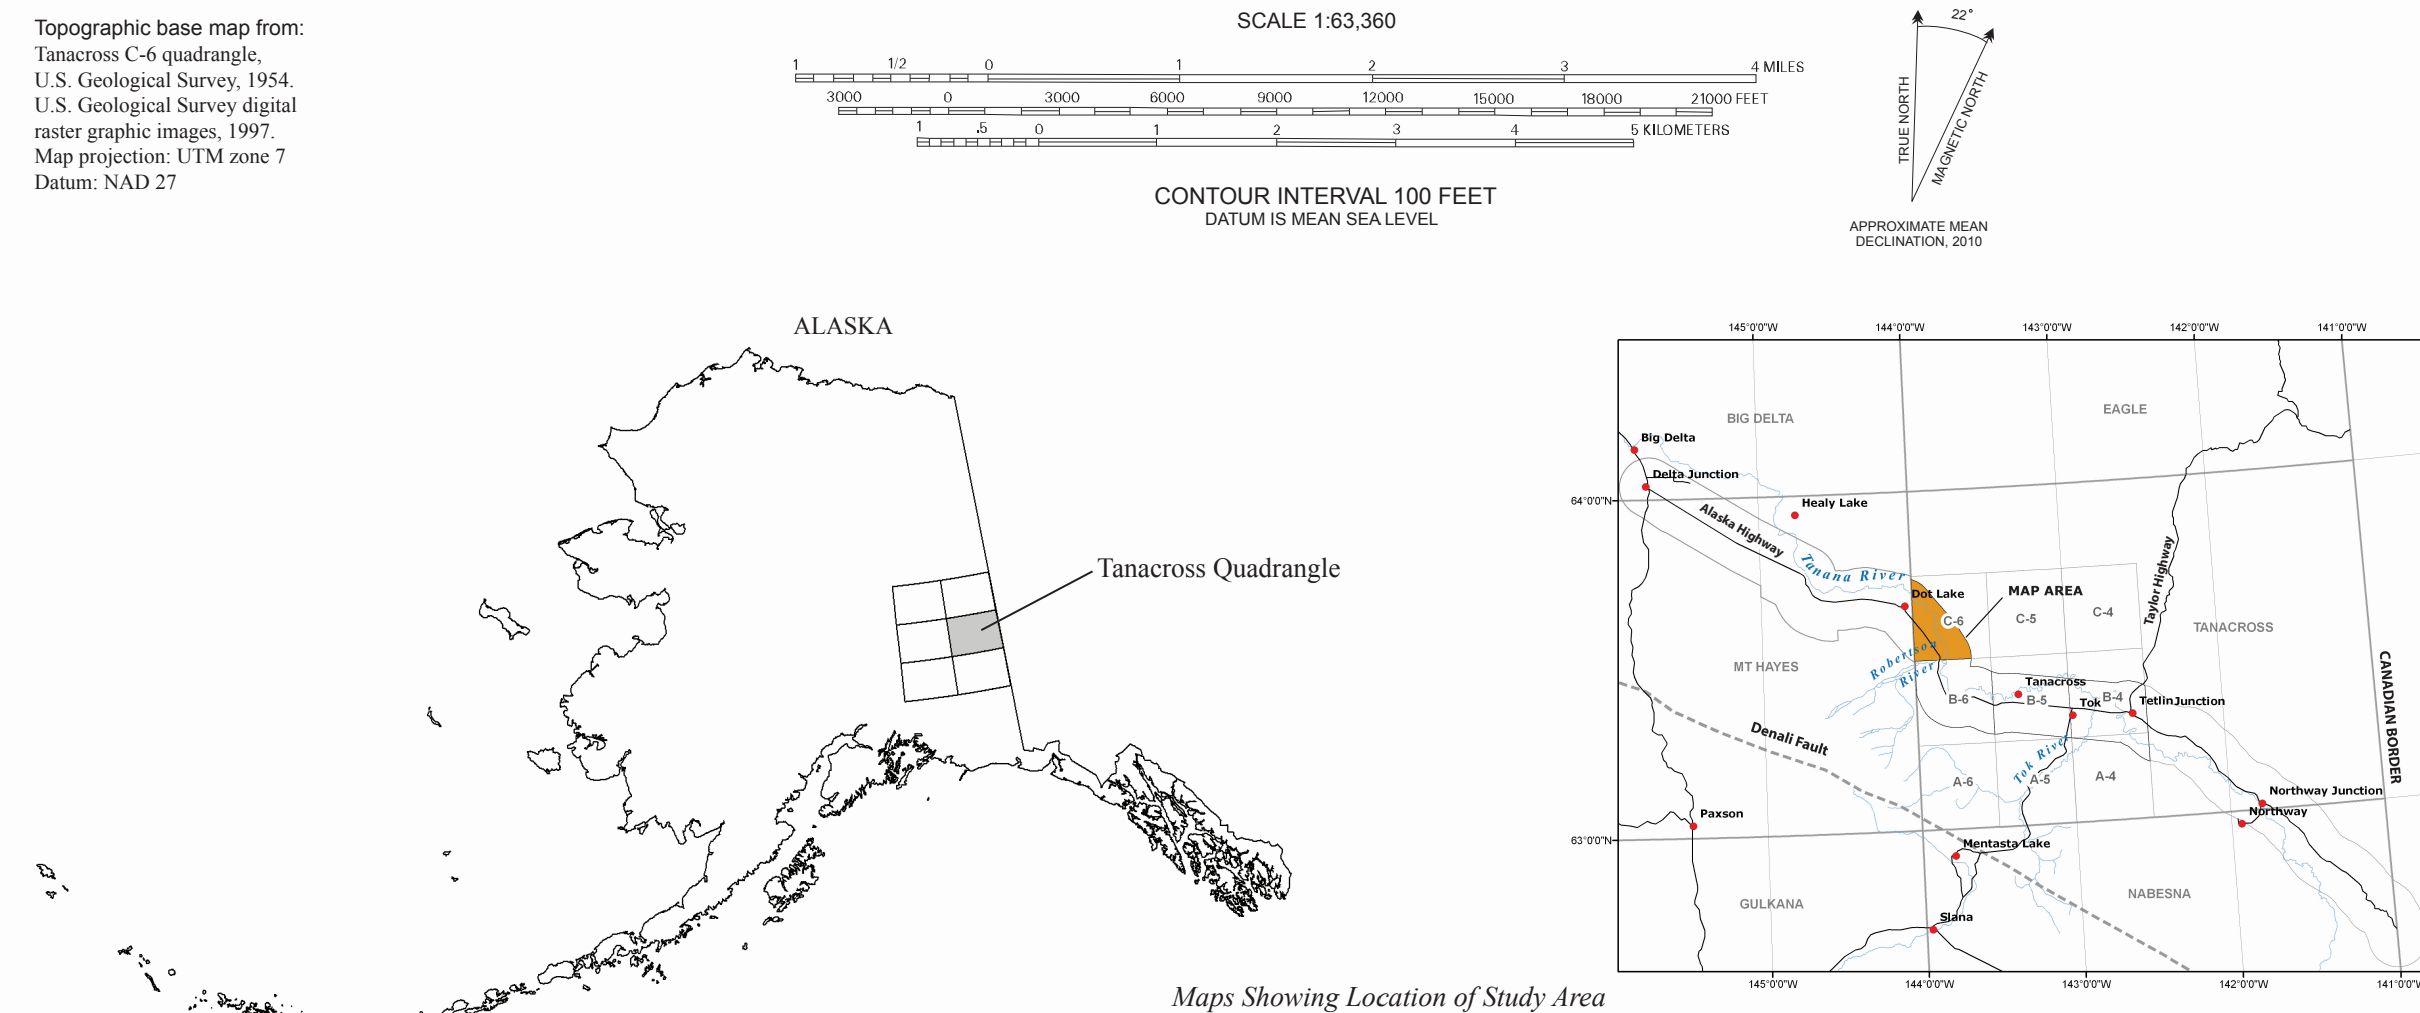 Topographic base map from:
Tanacross C-6 quadrangle,
U.S. Geological Survey, 1954.
U.S. Geological Survey digital
raster graphic images, 1997.
Map projection: UTM zone 7
Datum: NAD 27
SCALE 1:63,360
1 1/2 0 1 2 3 4 MILES
3000 0 3000 6000 9000 12000 15000 18000 21000 FEET
1 .5 0 1 2 3 4 5 KILOMETERS
CONTOUR INTERVAL 100 FEET
DATUM IS MEAN SEA LEVEL
22°
TRUE NORTH
MAGNETIC NORTH
APPROXIMATE MEAN
DECLINATION, 2010
ALASKA
Tanacross Quadrangle
145°0'0"W 144°0'0"W 143°0'0"W 142°0'0"W 141°0'0"W
BIG DELTA
EAGLE
Big Delta
Delta Junction
64°0'0"N
Healy Lake
Alaska Highway
Tanana River
Taylor Highway
Dot Lake
MAP AREA
C-6
C-5
C-4
TANACROSS
MT HAYES
Robertson
River
CANADIAN BORDER
Tanacross
B-6
B-5
B-4
Tok
TetlinJunction
Denali Fault
Tok River
A-6
A-5
A-4
Northway Junction
Northway
Paxson
63°0'0"N
Mentasta Lake
GULKANA
NABESNA
Slana
145°0'0"W 144°0'0"W 143°0'0"W 142°0'0"W 141°0'0"W
Maps Showing Location of Study Area